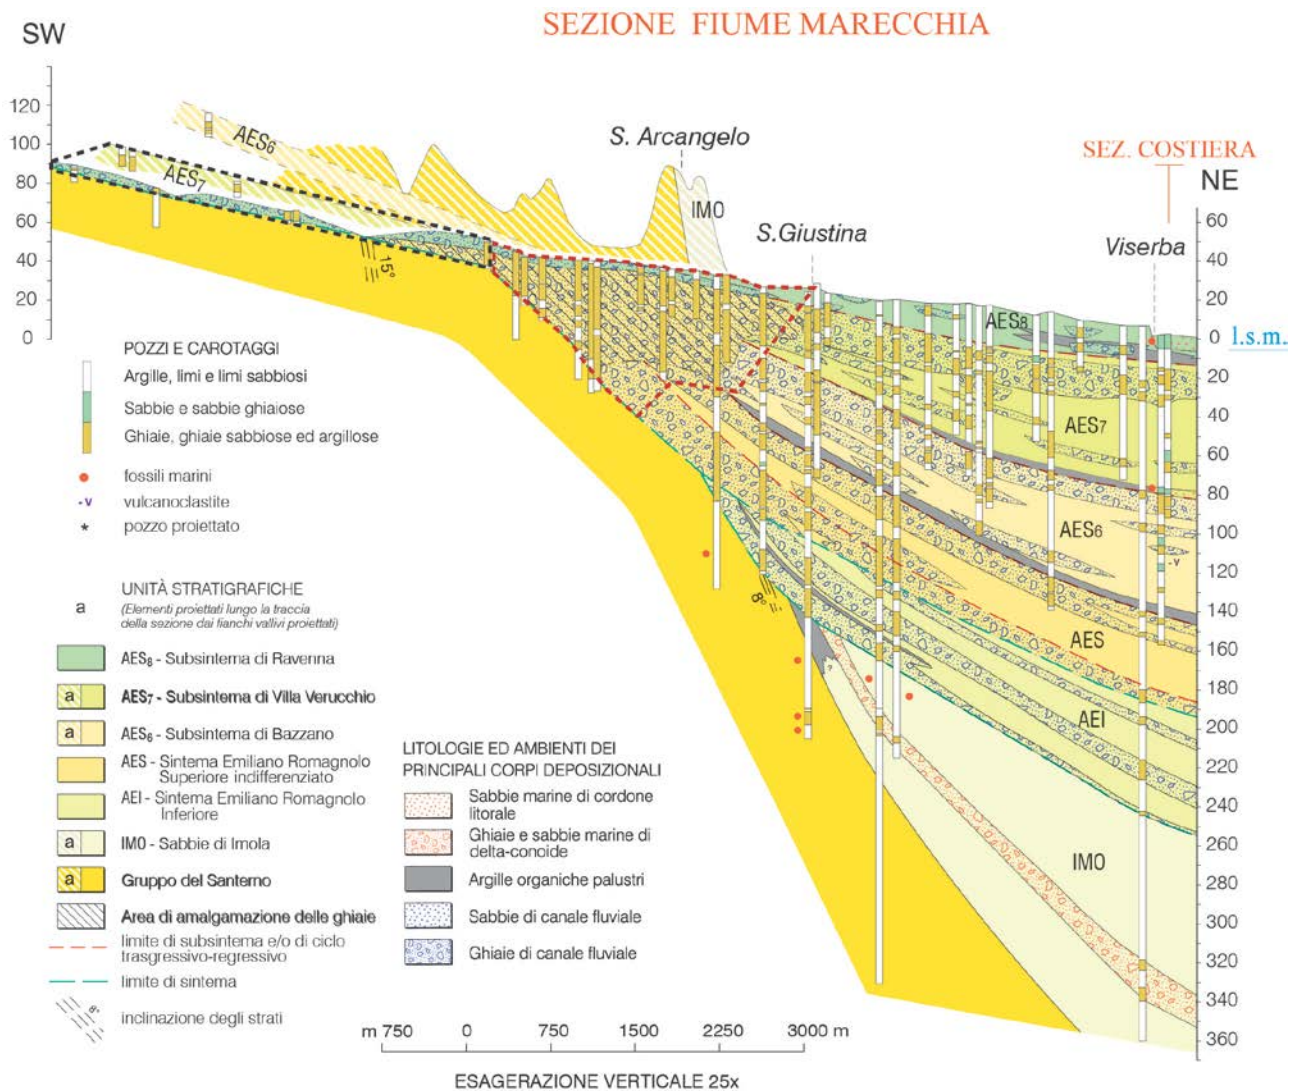 SEZIONE FIUME MARECCHIA
SW
120
100
80
60
40
20
0
AES6
AES7
15°
S. Arcangelo
IMO
S.Giustina
SEZ. COSTIERA
NE
Viserba
60
40
20
0
l.s.m.
20
40
60
80
100
120
140
160
180
200
220
240
260
280
300
320
340
360
AES8
AES7
AES6
-v
AES
AEI
IMO
8°
?
POZZI E CAROTAGGI
Argille, limi e limi sabbiosi
Sabbie e sabbie ghiaiose
Ghiaie, ghiaie sabbiose ed argillose
fossili marini
-v vulcanoclastite
* pozzo proiettato
UNITÀ STRATIGRAFICHE
a (Elementi proiettati lungo la traccia
della sezione dai fianchi vallivi proiettati)
AES8 - Subsintema di Ravenna
a AES7 - Subsintema di Villa Verucchio
a AES6 - Subsintema di Bazzano
AES - Sintema Emiliano Romagnolo
Superiore indifferenziato
AEI - Sintema Emiliano Romagnolo
Inferiore
a IMO - Sabbie di Imola
a Gruppo del Santerno
Area di amalgamazione delle ghiaie
limite di subsintema e/o di ciclo
trasgressivo-regressivo
limite di sintema
8° inclinazione degli strati
LITOLOGIE ED AMBIENTI DEI
PRINCIPALI CORPI DEPOSIZIONALI
Sabbie marine di cordone
litorale
Ghiaie e sabbie marine di
delta-conoide
Argille organiche palustri
Sabbie di canale fluviale
Ghiaie di canale fluviale
m 750 0 750 1500 2250 3000 m
ESAGERAZIONE VERTICALE 25x